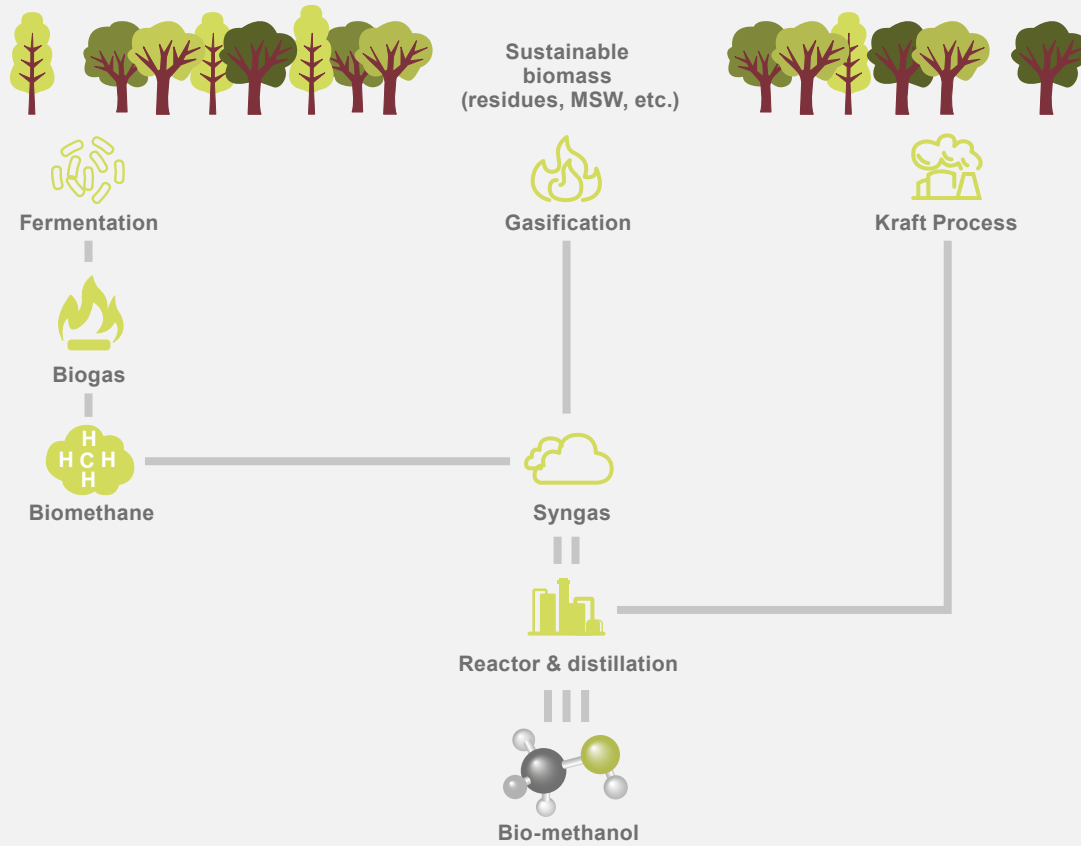 Sustainable
biomass
(residues, MSW, etc.)
Fermentation
Gasification
Kraft Process
Biogas
H
H C H
H
Biomethane
Syngas
Reactor & distillation
Bio-methanol